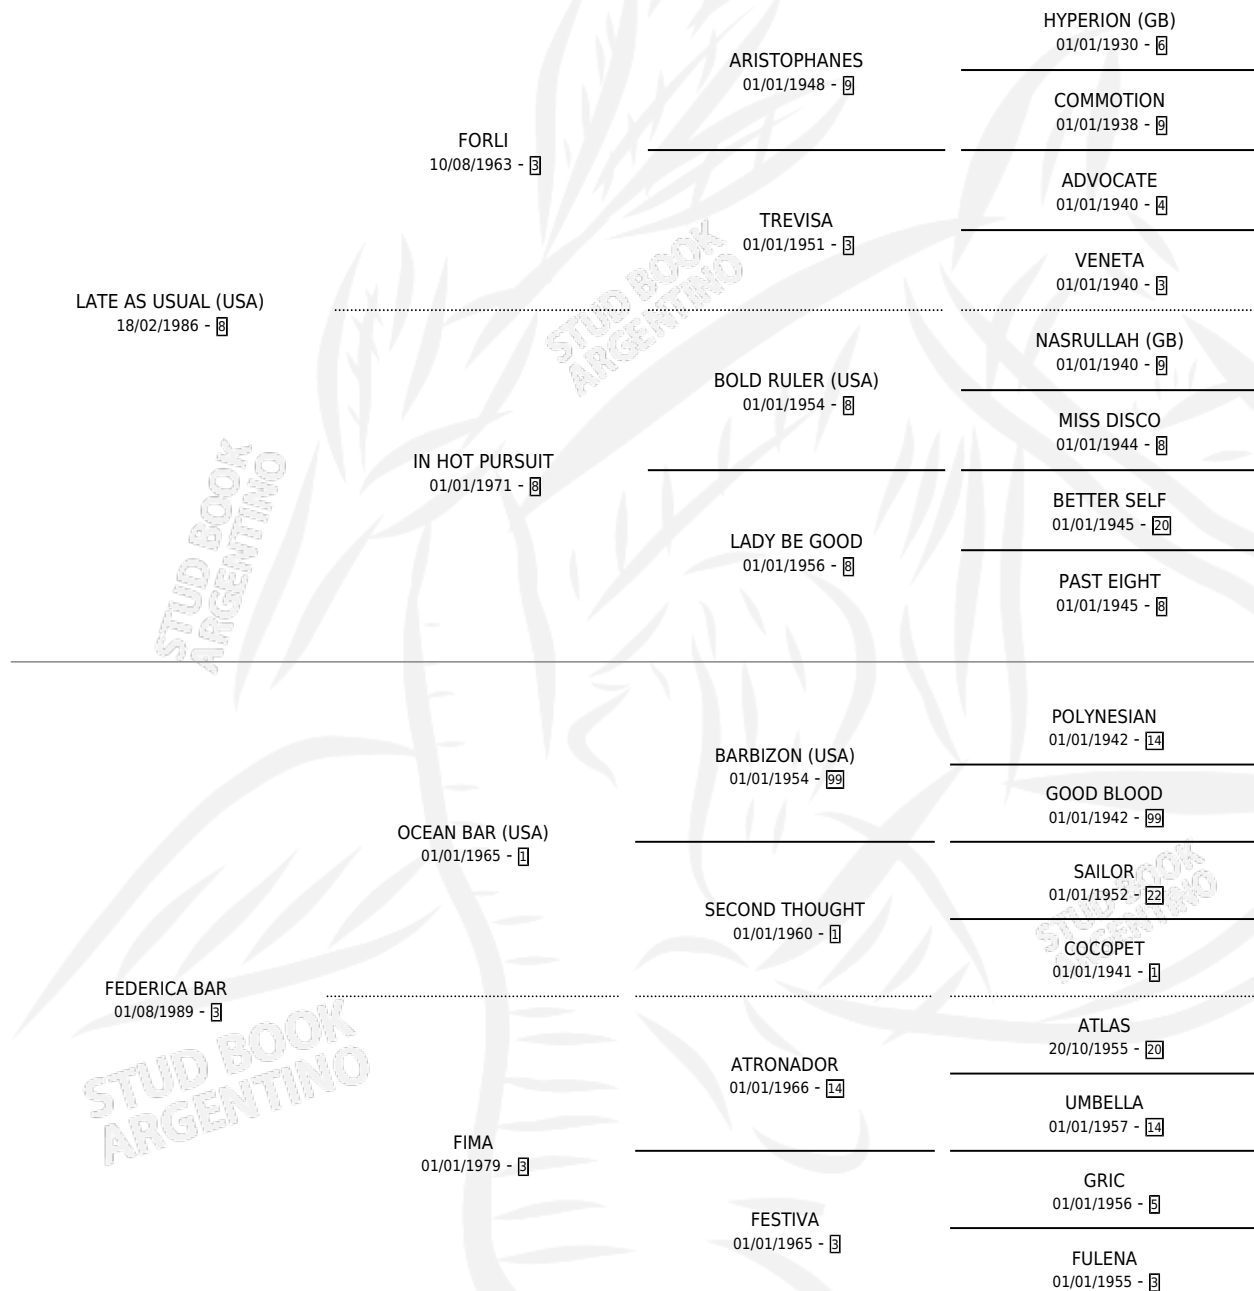 HYPERION (GB)
01/01/1930 - 6
ARISTOPHANES
01/01/1948 - 9
COMMOTION
01/01/1938 - 9
FORLI
10/08/1963 - 3
ADVOCATE
01/01/1940 - 4
TREVISA
01/01/1951 - 3
VENETA
01/01/1940 - 3
LATE AS USUAL (USA)
18/02/1986 - 8
STUD BOOK
ARGENTINO
NASRULLAH (GB)
01/01/1940 - 9
BOLD RULER (USA)
01/01/1954 - 8
MISS DISCO
01/01/1944 - 8
IN HOT PURSUIT
01/01/1971 - 8
BETTER SELF
01/01/1945 - 20
LADY BE GOOD
01/01/1956 - 8
PAST EIGHT
01/01/1945 - 8
STUD BOOK
ARGENTINO
POLYNESIAN
01/01/1942 - 14
BARBIZON (USA)
01/01/1954 - 99
GOOD BLOOD
01/01/1942 - 99
OCEAN BAR (USA)
01/01/1965 - 1
SAILOR
01/01/1952 - 22
SECOND THOUGHT
01/01/1960 - 1
STUD BOOK
ARGENTINO
COCOPET
01/01/1941 - 1
FEDERICA BAR
01/08/1989 - 3
STUD BOOK
ARGENTINO
ATLAS
20/10/1955 - 20
ATRONADOR
01/01/1966 - 14
UMBELLA
01/01/1957 - 14
FIMA
01/01/1979 - 3
GRIC
01/01/1956 - 5
FESTIVA
01/01/1965 - 3
FULENA
01/01/1955 - 3